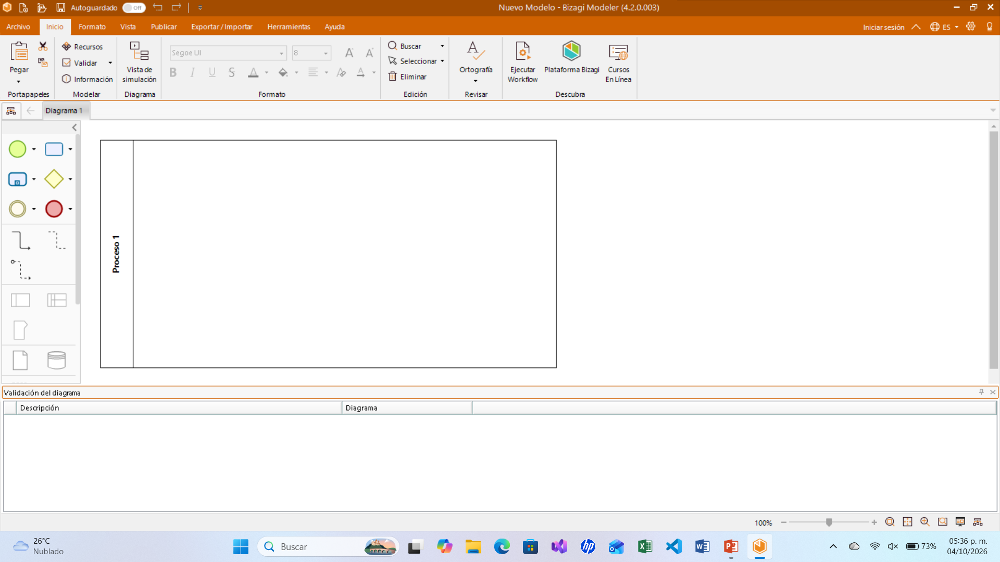 Autoguardado Off
Nuevo Modelo - Bizagi Modeler (4.2.0.003)
Archivo Inicio Formato Vista Publicar Exportar / Importar Herramientas Ayuda
Iniciar sesión ES
Pegar
Portapapeles
Recursos
Validar
Información
Modelar
Vista de
simulación
Diagrama
Segoe UI 8
A A
B I U S A A
Formato
Buscar
Seleccionar
Eliminar
Edición
Ortografía
Revisar
Ejecutar
Workflow
Plataforma Bizagi
Cursos
En Línea
Descubra
Diagrama 1
Proceso 1
Validación del diagrama
Descripción Diagrama
100%
26°C
Nublado
Buscar
73%
05:36 p. m.
04/10/2026